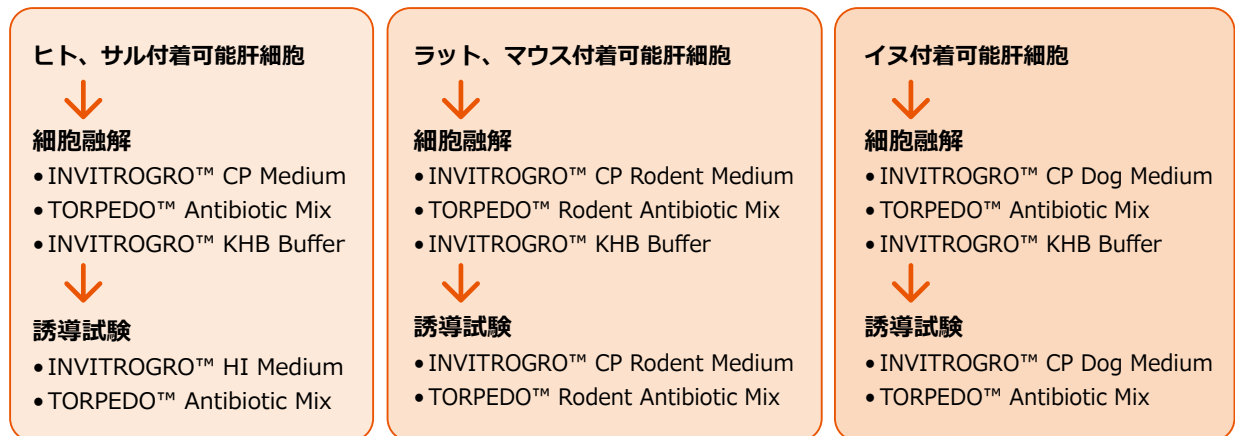 ヒト、サル付着可能肝細胞
細胞融解
•INVITROGRO™ CP Medium
•TORPEDO™ Antibiotic Mix
•INVITROGRO™ KHB Buffer
誘導試験
•INVITROGRO™ HI Medium
•TORPEDO™ Antibiotic Mix
ラット、マウス付着可能肝細胞
細胞融解
•INVITROGRO™ CP Rodent Medium
•TORPEDO™ Rodent Antibiotic Mix
•INVITROGRO™ KHB Buffer
誘導試験
•INVITROGRO™ CP Rodent Medium
•TORPEDO™ Rodent Antibiotic Mix
イヌ付着可能肝細胞
細胞融解
•INVITROGRO™ CP Dog Medium
•TORPEDO™ Antibiotic Mix
•INVITROGRO™ KHB Buffer
誘導試験
•INVITROGRO™ CP Dog Medium
•TORPEDO™ Antibiotic Mix